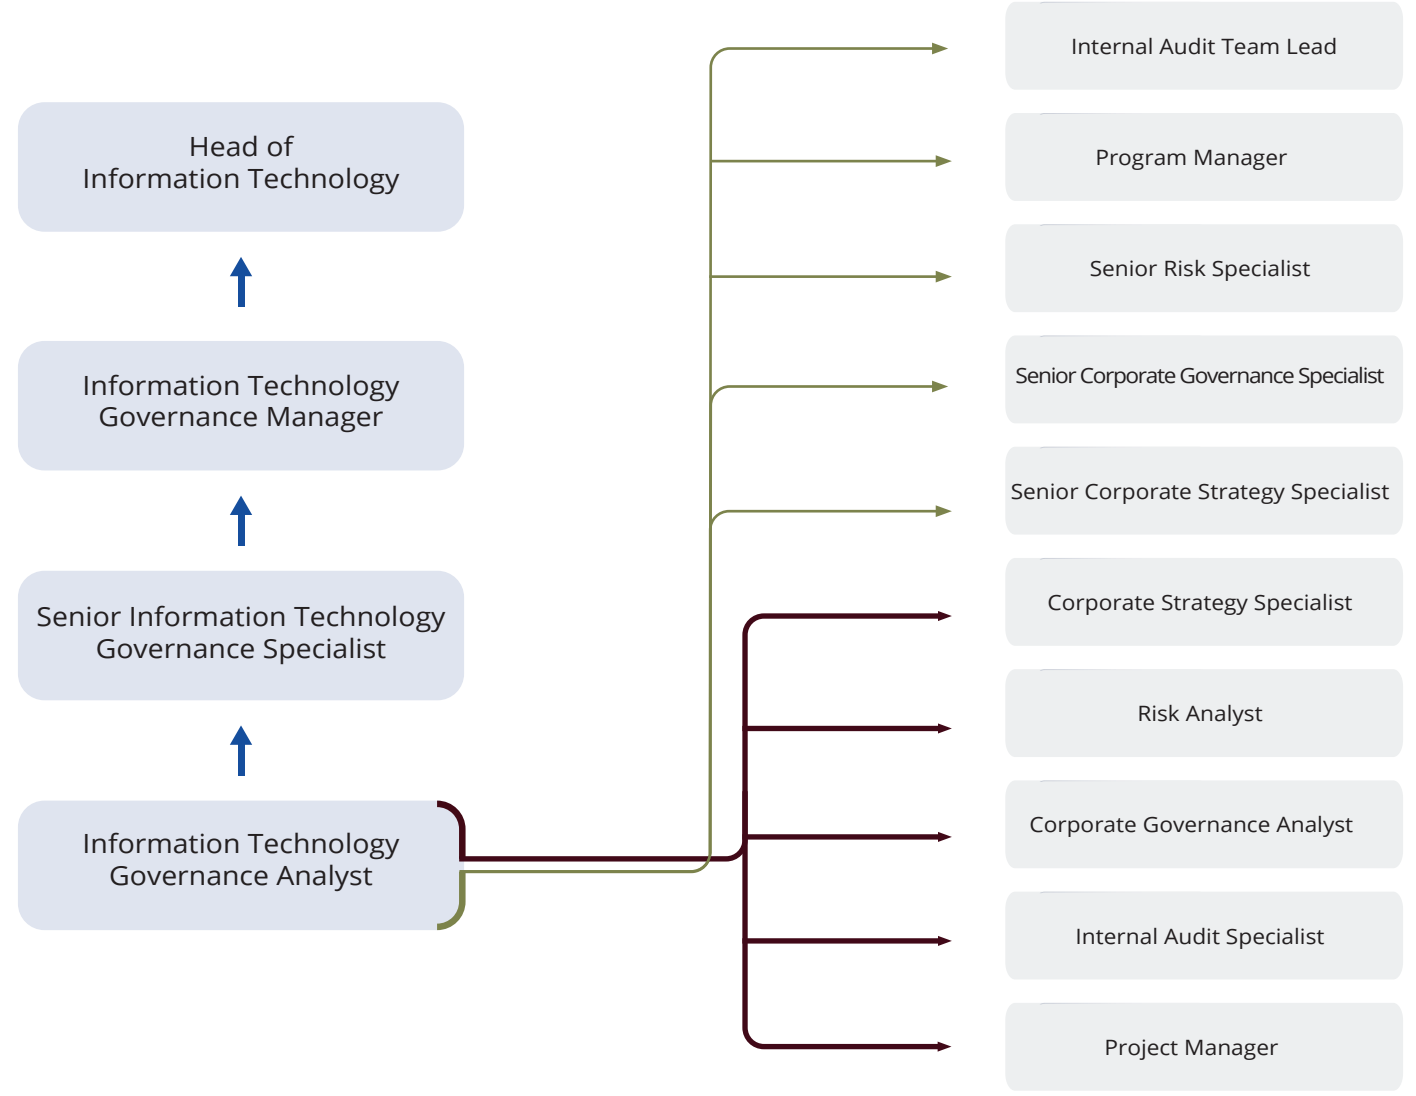 Head of
Information Technology
Information Technology
Governance Manager
Senior Information Technology
Governance Specialist
Information Technology
Governance Analyst
Internal Audit Team Lead
Program Manager
Senior Risk Specialist
Senior Corporate Governance Specialist
Senior Corporate Strategy Specialist
Corporate Strategy Specialist
Risk Analyst
Corporate Governance Analyst
Internal Audit Specialist
Project Manager